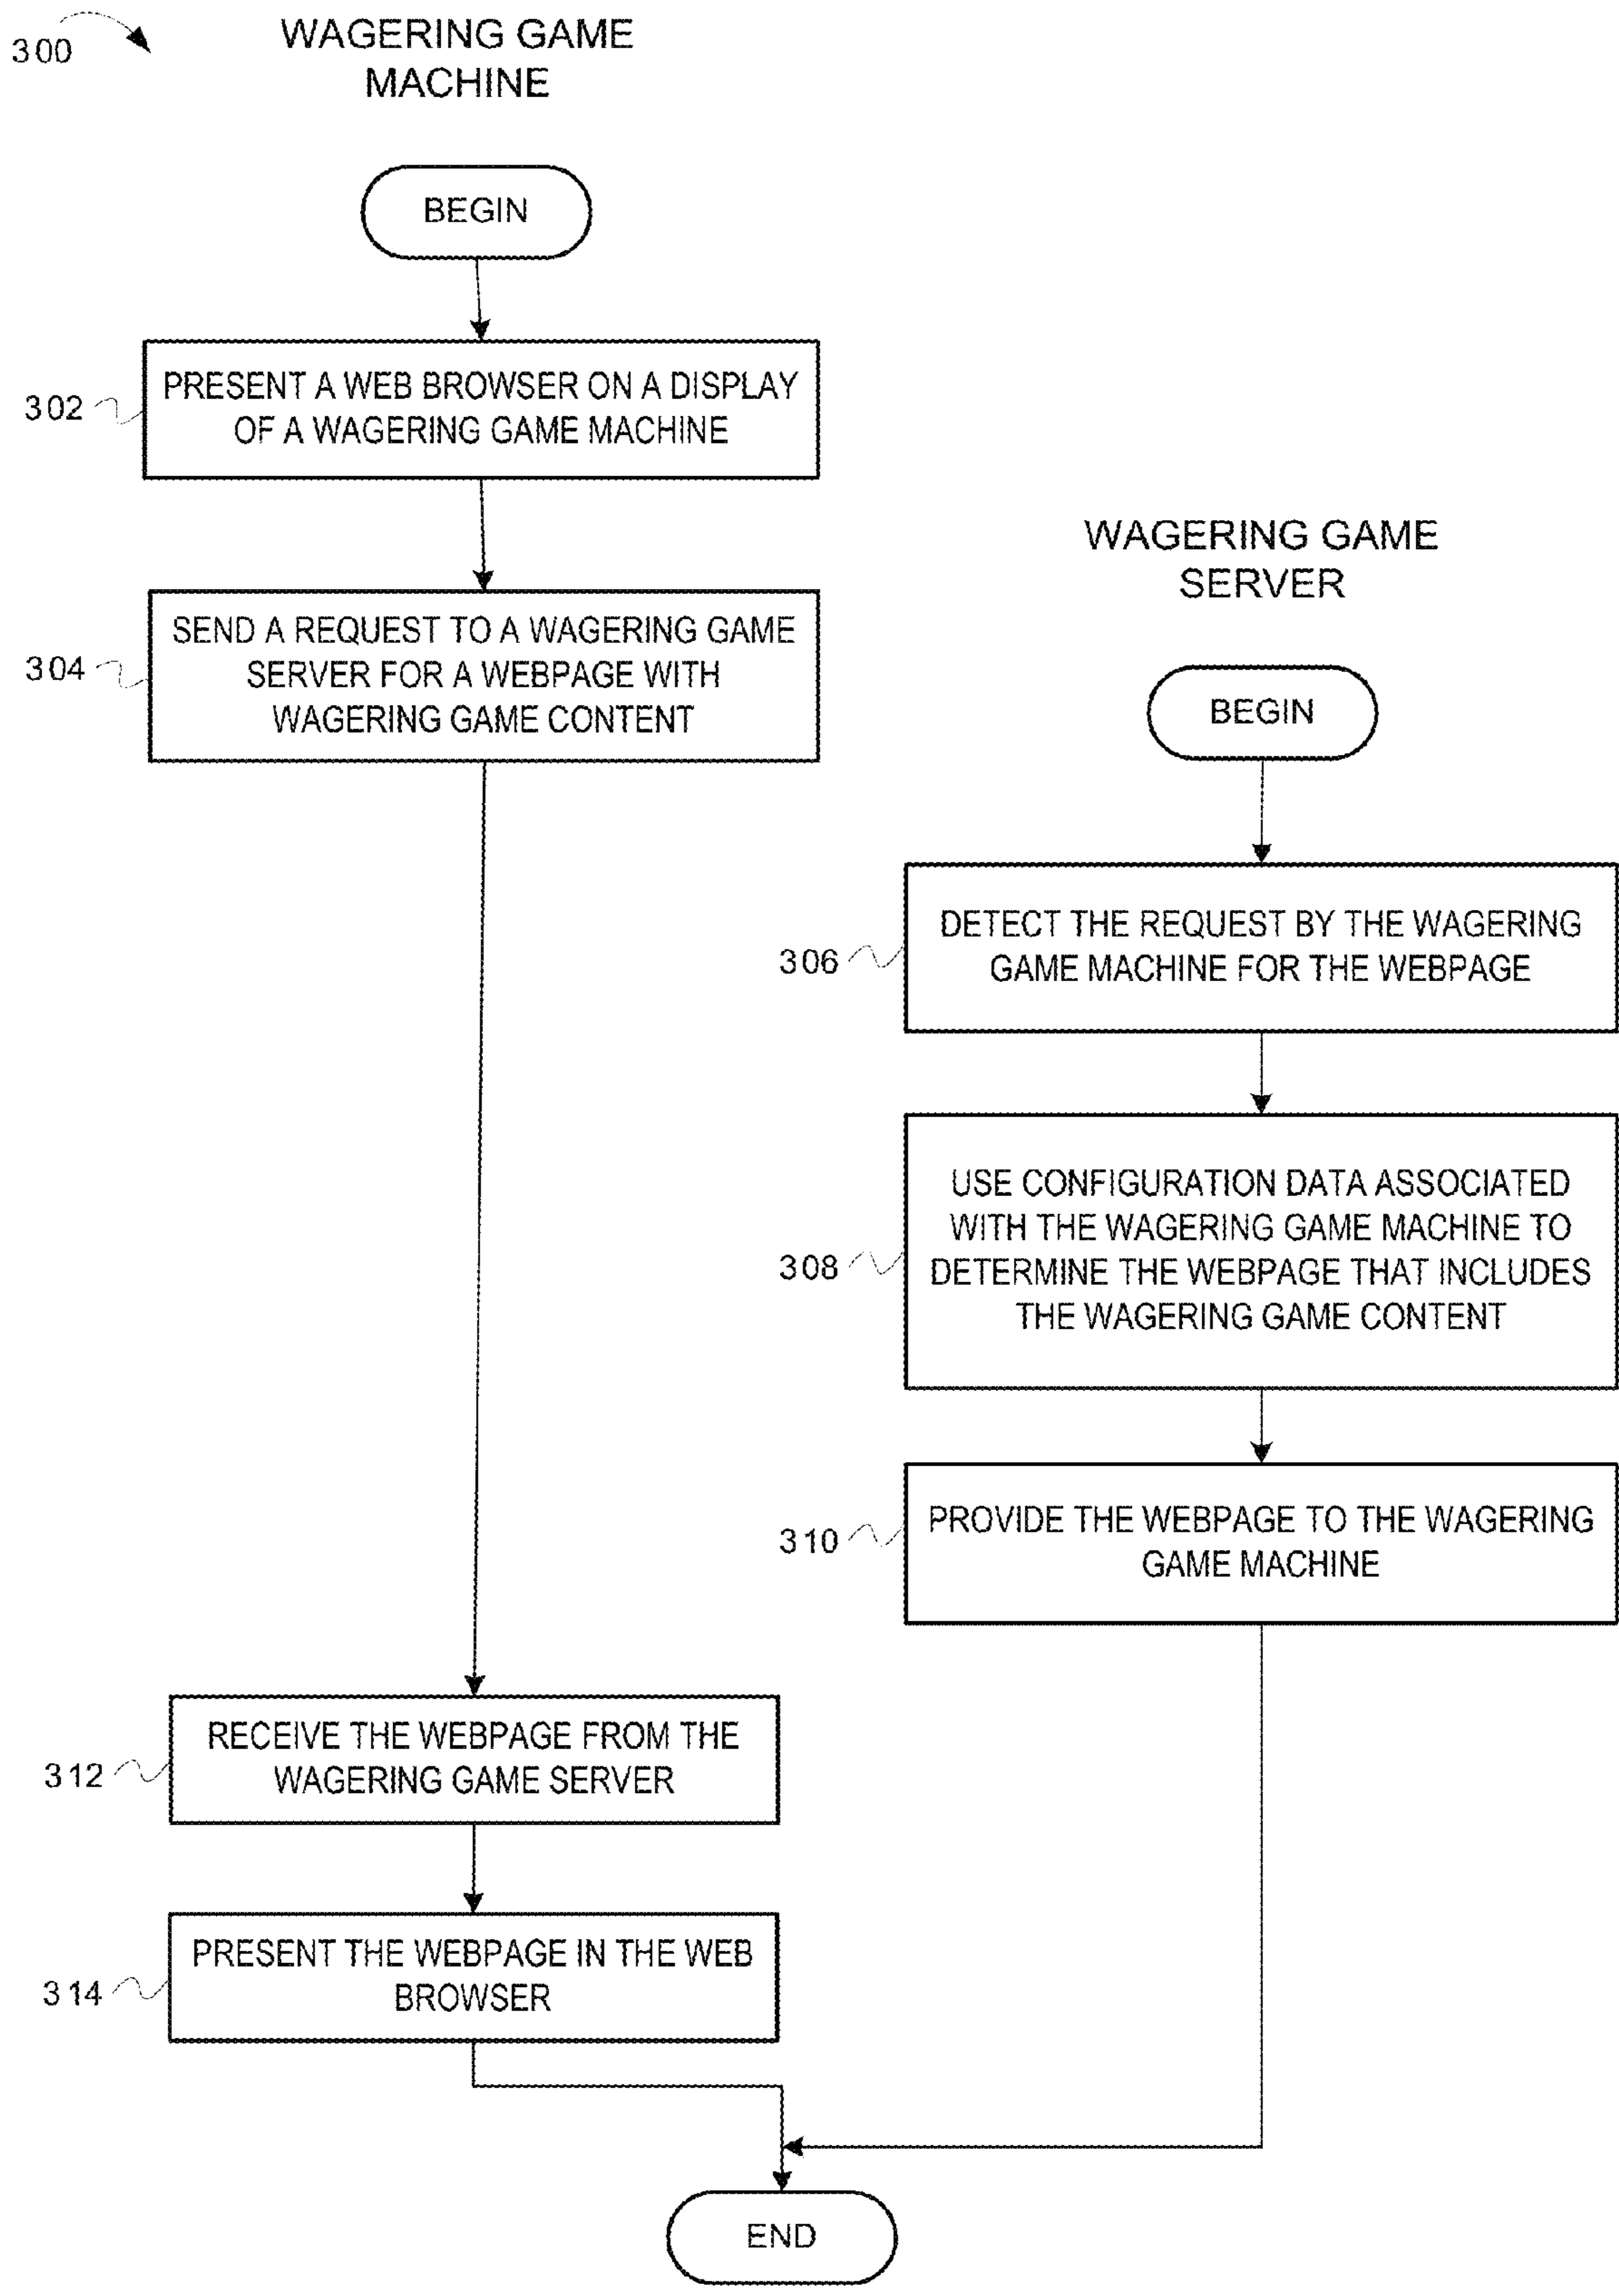 300
WAGERING GAME
MACHINE
BEGIN
302
PRESENT A WEB BROWSER ON A DISPLAY
OF A WAGERING GAME MACHINE
304
SEND A REQUEST TO A WAGERING GAME
SERVER FOR A WEBPAGE WITH
WAGERING GAME CONTENT
WAGERING GAME
SERVER
BEGIN
306
DETECT THE REQUEST BY THE WAGERING
GAME MACHINE FOR THE WEBPAGE
308
USE CONFIGURATION DATA ASSOCIATED
WITH THE WAGERING GAME MACHINE TO
DETERMINE THE WEBPAGE THAT INCLUDES
THE WAGERING GAME CONTENT
310
PROVIDE THE WEBPAGE TO THE WAGERING
GAME MACHINE
312
RECEIVE THE WEBPAGE FROM THE
WAGERING GAME SERVER
314
PRESENT THE WEBPAGE IN THE WEB
BROWSER
END